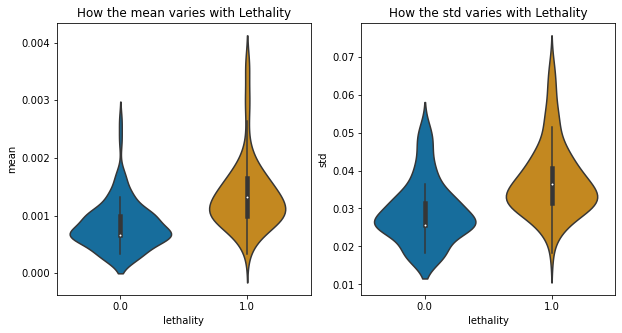 How the mean varies with Lethality
mean
0.004
0.003
0.002
0.001
0.000
0.0
1.0
lethality
How the std varies with Lethality
std
0.07
0.06
0.05
0.04
0.03
0.02
0.01
0.0
1.0
lethality